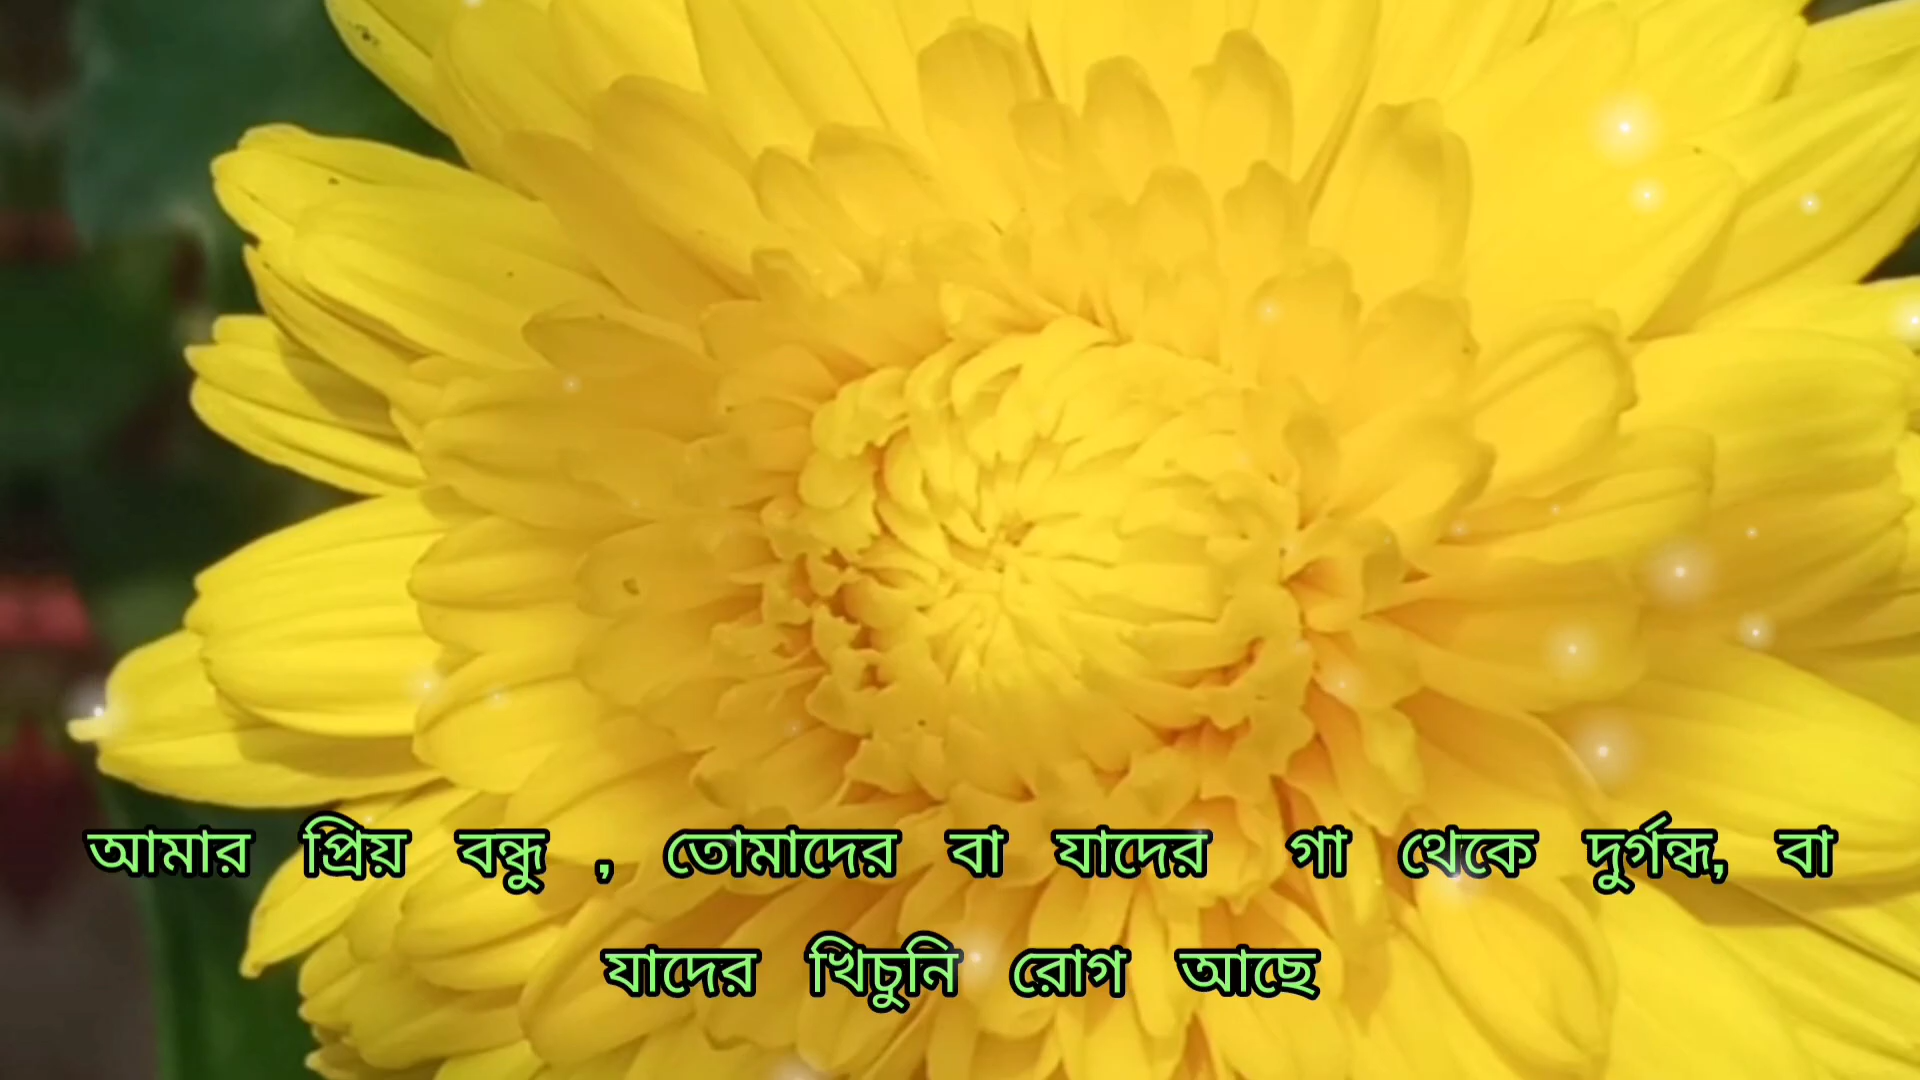 আমার প্রিয় বন্ধু , তোমাদের বা যাদের গা থেকে দুর্গন্ধ, বা
যাদের খিচুনি রোগ আছে